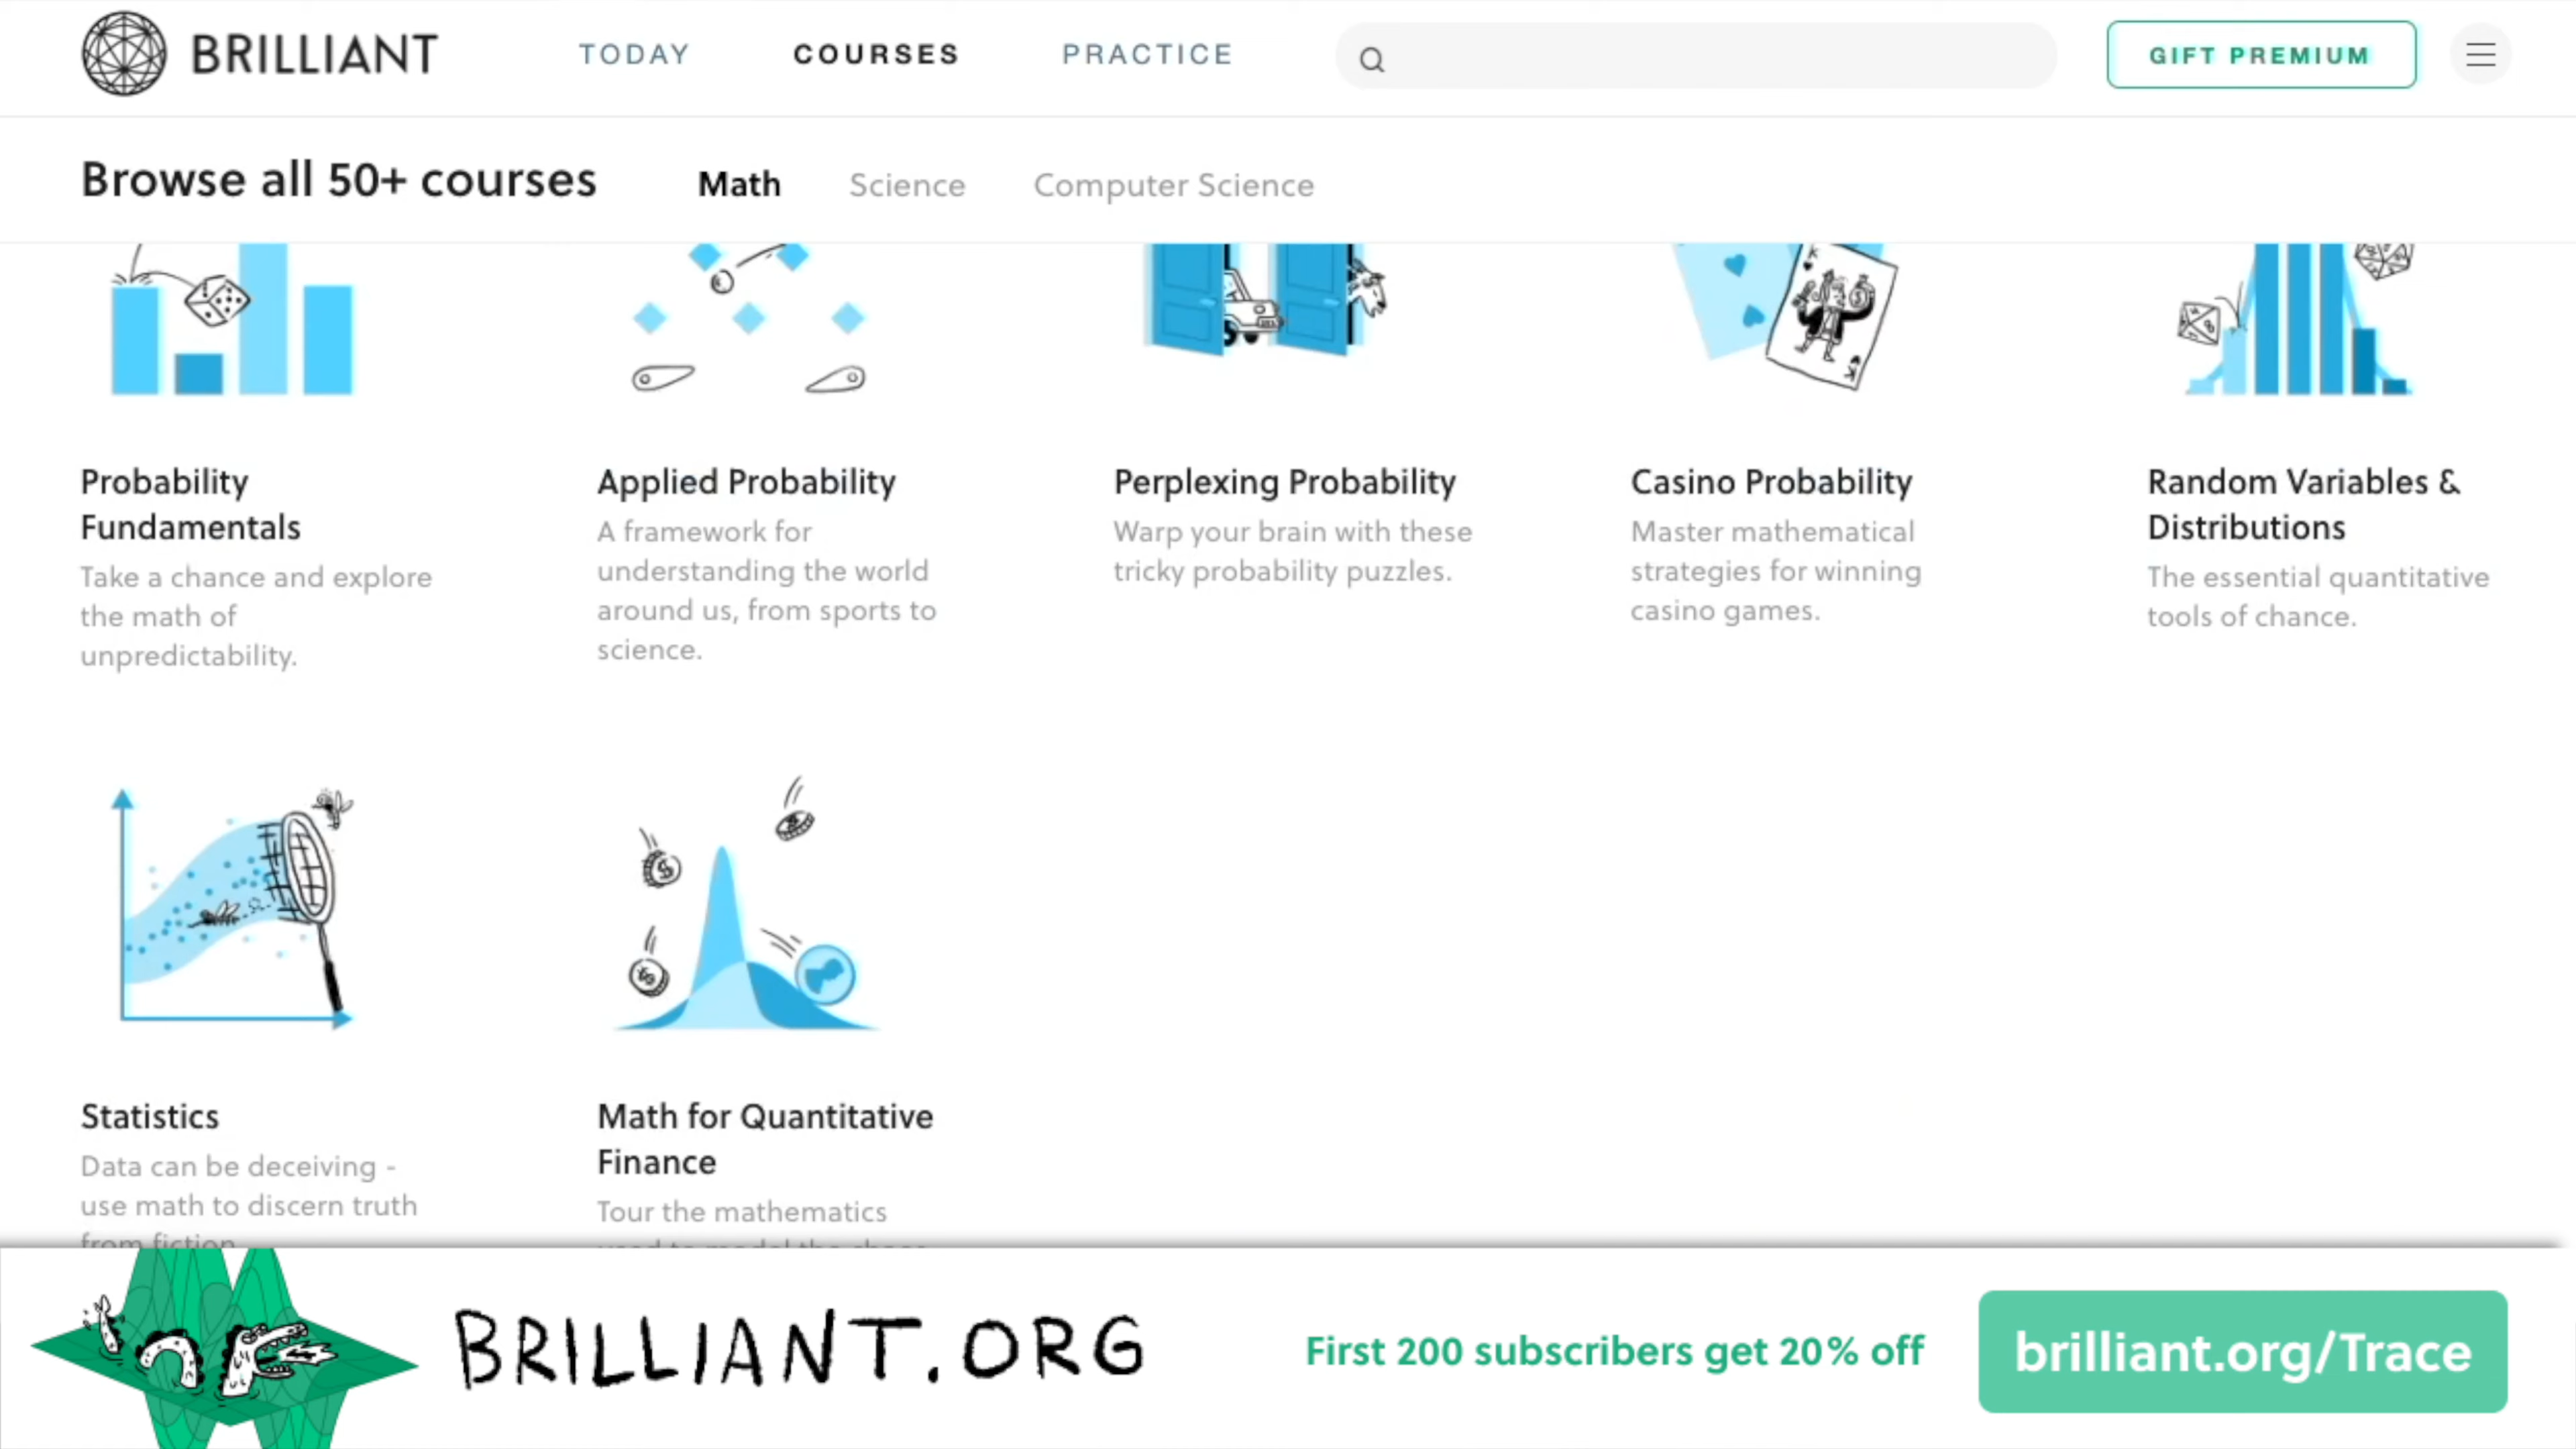 BRILLIANT
TODAY
COURSES
PRACTICE
GIFT PREMIUM
Browse all 50+ courses
Math
Science
Computer Science
Probability
Fundamentals
Take a chance and explore
the math of
unpredictability.
Applied Probability
A framework for
understanding the world
around us, from sports to
science.
Perplexing Probability
Warp your brain with these
tricky probability puzzles.
Casino Probability
Master mathematical
strategies for winning
casino games.
Random Variables &
Distributions
The essential quantitative
tools of chance.
Statistics
Data can be deceiving -
use math to discern truth
from fiction
Math for Quantitative
Finance
Tour the mathematics
BRILLIANT.ORG
First 200 subscribers get 20% off
brilliant.org/Trace